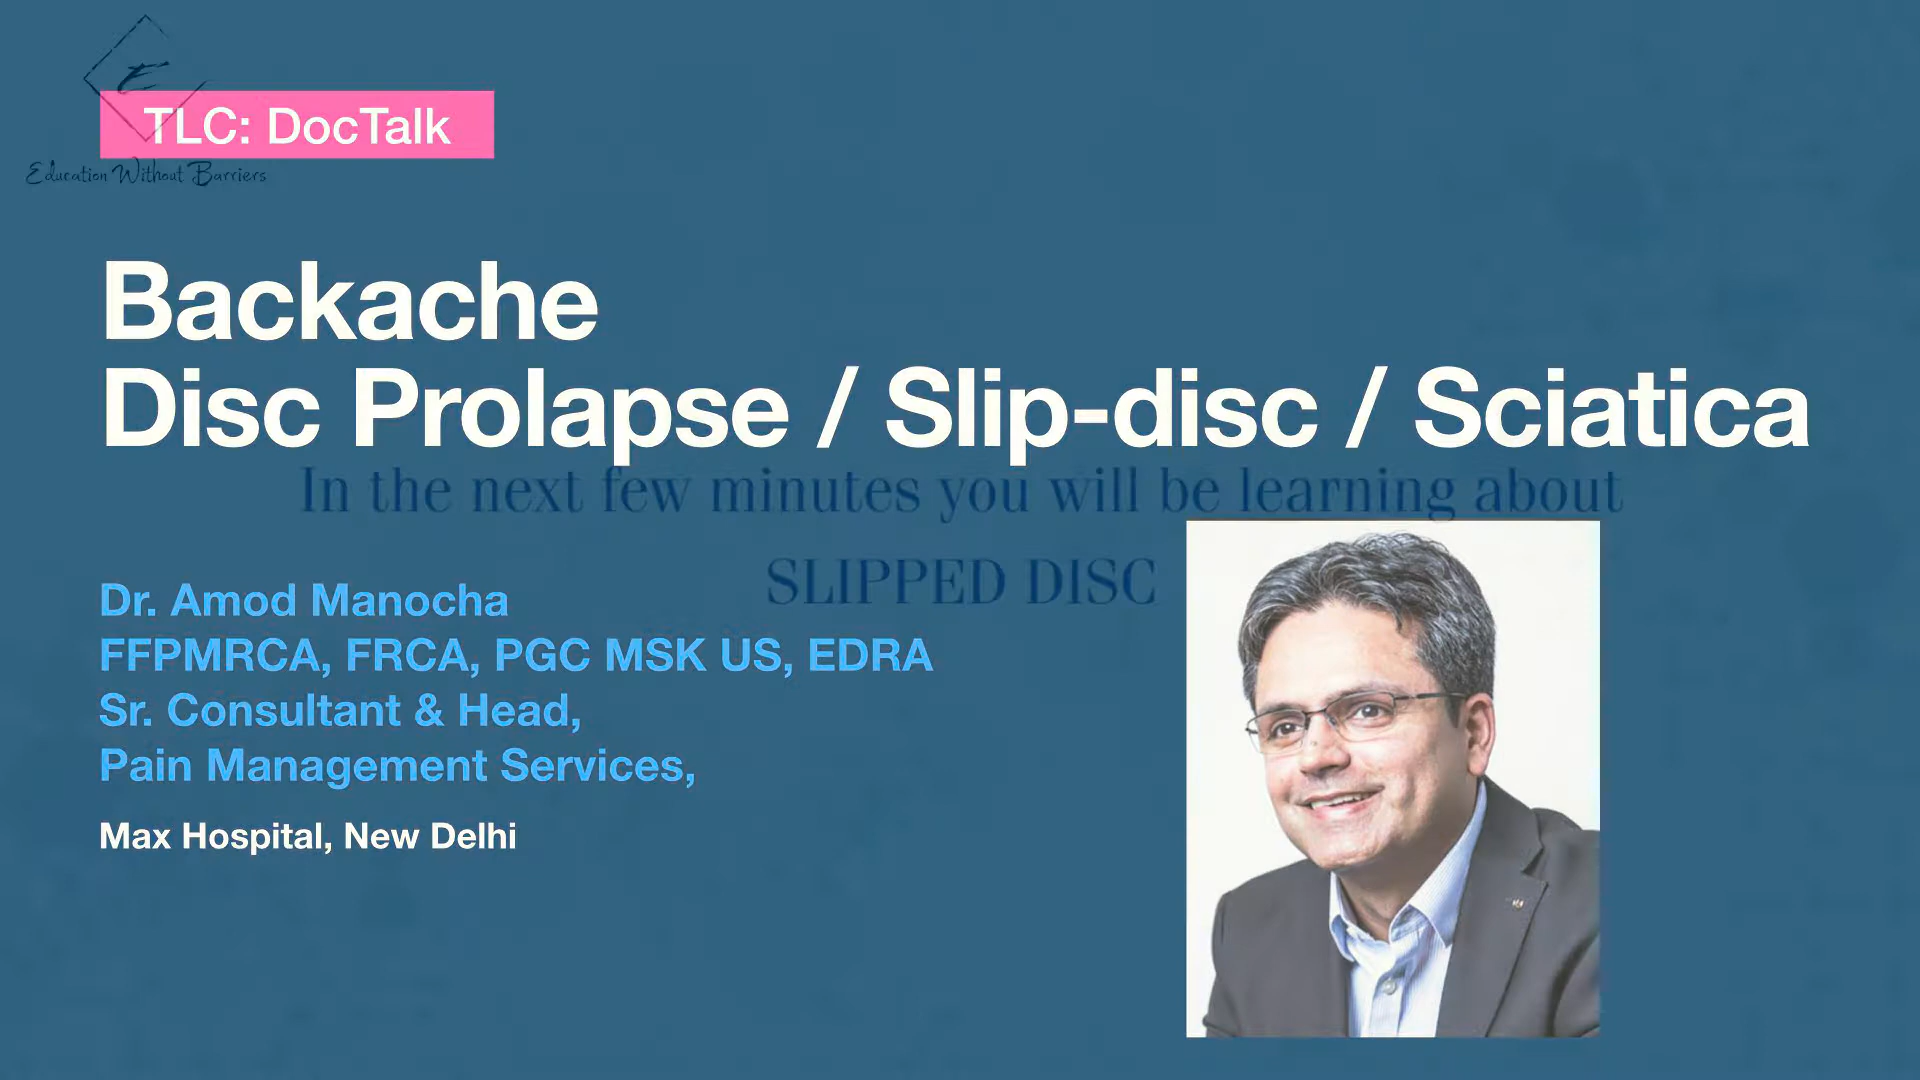 TLC: DocTalk
Education Without Barriers
Backache
Disc Prolapse / Slip-disc / Sciatica
In the next few minutes you will be learning about
SLIPPED DISC
Dr. Amod Manocha
FFPMRCA, FRCA, PGC MSK US, EDRA
Sr. Consultant & Head,
Pain Management Services,
Max Hospital, New Delhi